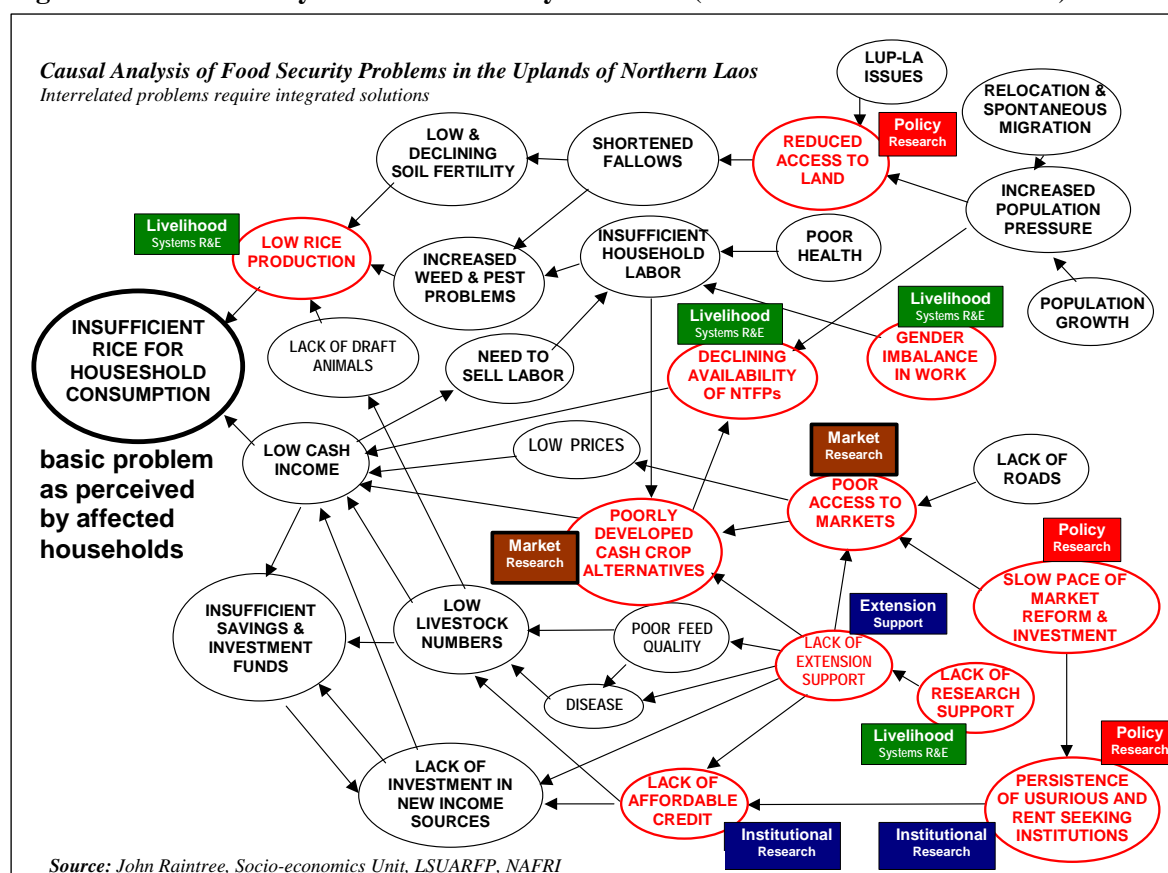 Causal Analysis of Food Security Problems in the Uplands of Northern Laos
Interrelated problems require integrated solutions
LUP-LA
ISSUES
RELOCATION &
SPONTANEOUS
MIGRATION
LOW &
DECLINING
SOIL FERTILITY
SHORTENED
FALLOWS
REDUCED
ACCESS TO
LAND
Policy
Research
INCREASED
POPULATION
PRESSURE
Livelihood
Systems R&E
LOW RICE
PRODUCTION
INCREASED
WEED & PEST
PROBLEMS
INSUFFICIENT
HOUSEHOLD
LABOR
POOR
HEALTH
POPULATION
GROWTH
Livelihood
Systems R&E
DECLINING
AVAILABILITY
OF NTFPs
Livelihood
Systems R&E
GENDER
IMBALANCE
IN WORK
INSUFFICIENT
RICE FOR
HOUSESHOLD
CONSUMPTION
LACK OF DRAFT
ANIMALS
NEED TO
SELL LABOR
basic problem
as perceived
by affected
households
LOW CASH
INCOME
LOW PRICES
Market
Research
POOR
ACCESS TO
MARKETS
LACK OF
ROADS
Market
Research
POORLY
DEVELOPED
CASH CROP
ALTERNATIVES
Policy
Research
SLOW PACE OF
MARKET
REFORM &
INVESTMENT
INSUFFICIENT
SAVINGS &
INVESTMENT
FUNDS
LOW
LIVESTOCK
NUMBERS
POOR FEED
QUALITY
DISEASE
Extension
Support
LACK OF
EXTENSION
SUPPORT
LACK OF
RESEARCH
SUPPORT
Livelihood
Systems R&E
Policy
Research
LACK OF
INVESTMENT IN
NEW INCOME
SOURCES
LACK OF
AFFORDABLE
CREDIT
PERSISTENCE
OF USURIOUS AND
RENT SEEKING
INSTITUTIONS
Institutional
Research
Institutional
Research
Source: John Raintree, Socio-economics Unit, LSUARFP, NAFRI